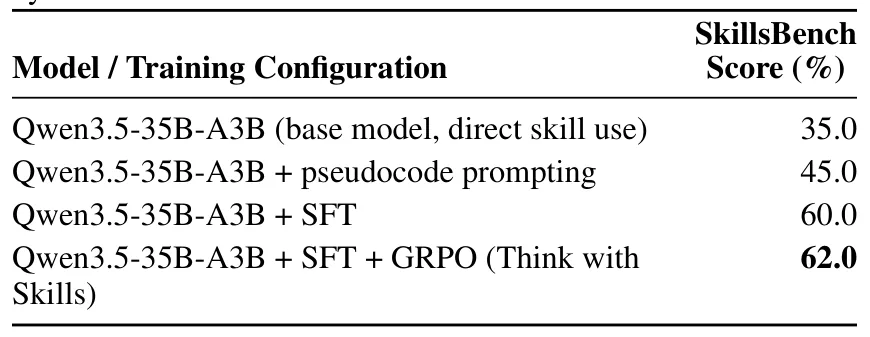 SkillsBench
Model / Training Configuration Score (%)
Qwen3.5-35B-A3B (base model, direct skill use) 35.0
Qwen3.5-35B-A3B + pseudocode prompting 45.0
Qwen3.5-35B-A3B + SFT 60.0
Qwen3.5-35B-A3B + SFT + GRPO (Think with 62.0
Skills)